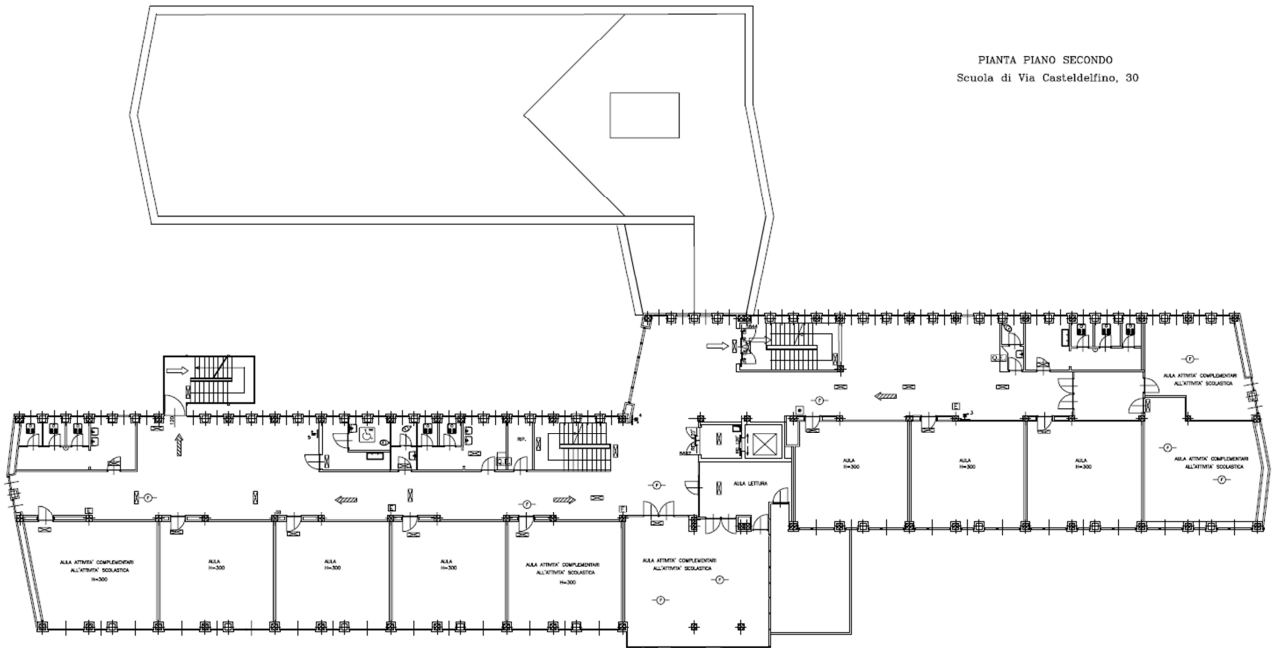 PIANTA PIANO SECONDO
Scuola di Via Casteldelfino, 30
AULA ATTIVITA' COMPLEMENTARI
ALL'ATTIVITA' SCOLASTICA
RIP.
AULA
H=300
AULA
H=300
AULA
H=300
AULA ATTIVITA' COMPLEMENTARI
ALL'ATTIVITA' SCOLASTICA
AULA LETTURA
AULA ATTIVITA' COMPLEMENTARI
ALL'ATTIVITA' SCOLASTICA
H=300
AULA
H=300
AULA
H=300
AULA
H=300
AULA ATTIVITA' COMPLEMENTARI
ALL'ATTIVITA' SCOLASTICA
H=300
AULA ATTIVITA' COMPLEMENTARI
ALL'ATTIVITA' SCOLASTICA